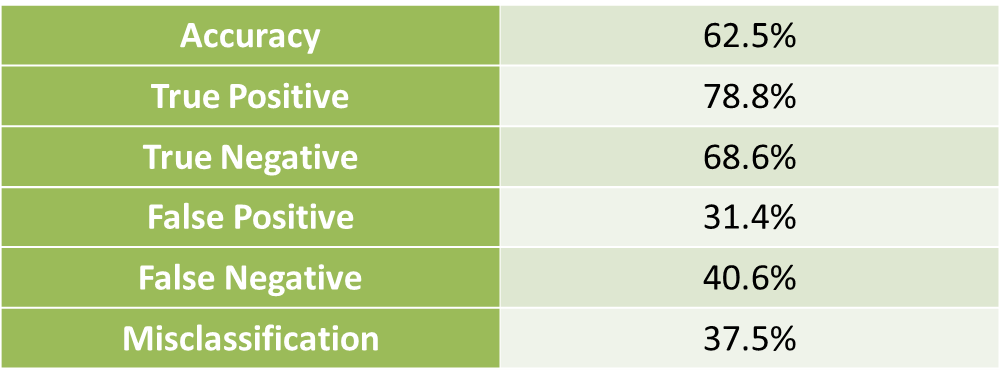 Accuracy 62.5%
True Positive 78.8%
True Negative 68.6%
False Positive 31.4%
False Negative 40.6%
Misclassification 37.5%